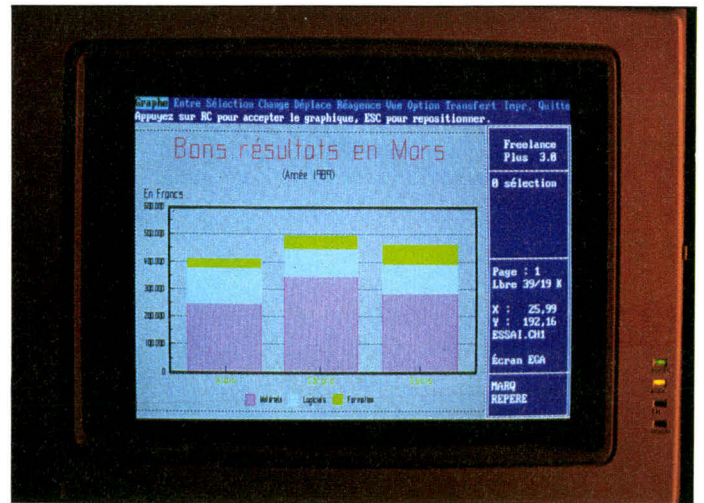 Graphe Entre Sélection Change Déplace Réagence Vue Option Transfert Impr. Quitte
Appuyez sur RC pour accepter le graphique, ESC pour repositionner.
Bons résultats en Mars
(Année 1989)
En Francs
600.000
500.000
400.000
300.000
200.000
100.000
0
Matériels Logiciels Formation
Freelance
Plus 3.0
0 sélection
Page : 1
Lbre 39/19 K
X : 25,99
Y : 192,16
ESSAI.CH1
Écran EGA
MARQ
REPERE